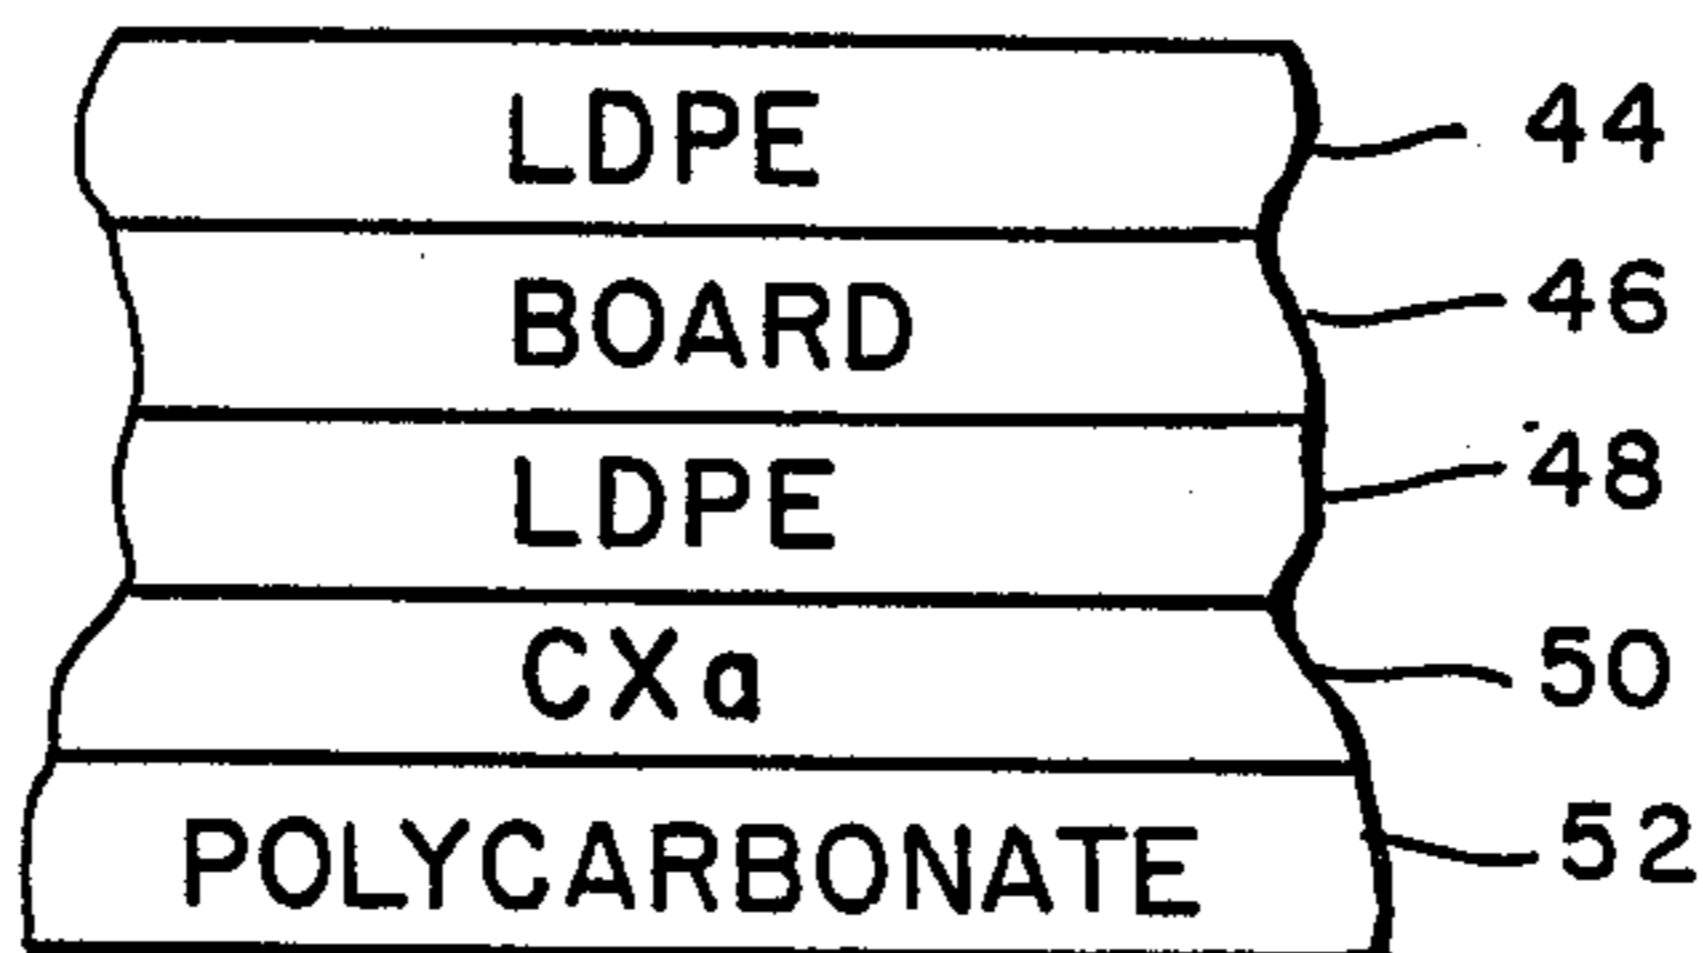 LDPE 44
BOARD 46
LDPE 48
CXa 50
POLYCARBONATE 52